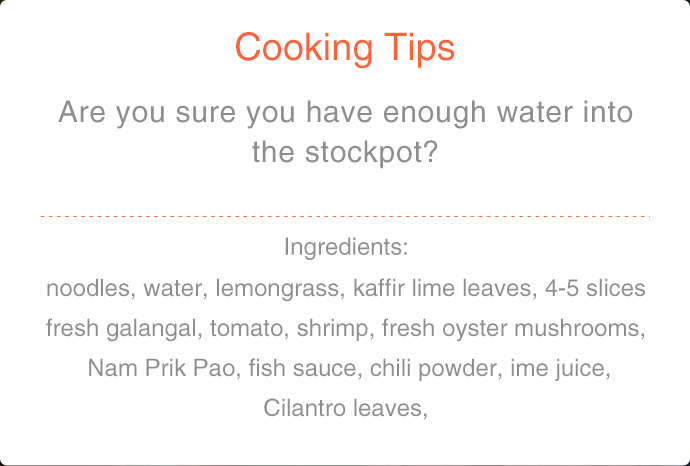 Cooking Tips
Are you sure you have enough water into
the stockpot?
Ingredients:
noodles, water, lemongrass, kaffir lime leaves, 4-5 slices
fresh galangal, tomato, shrimp, fresh oyster mushrooms,
Nam Prik Pao, fish sauce, chili powder, ime juice,
Cilantro leaves,